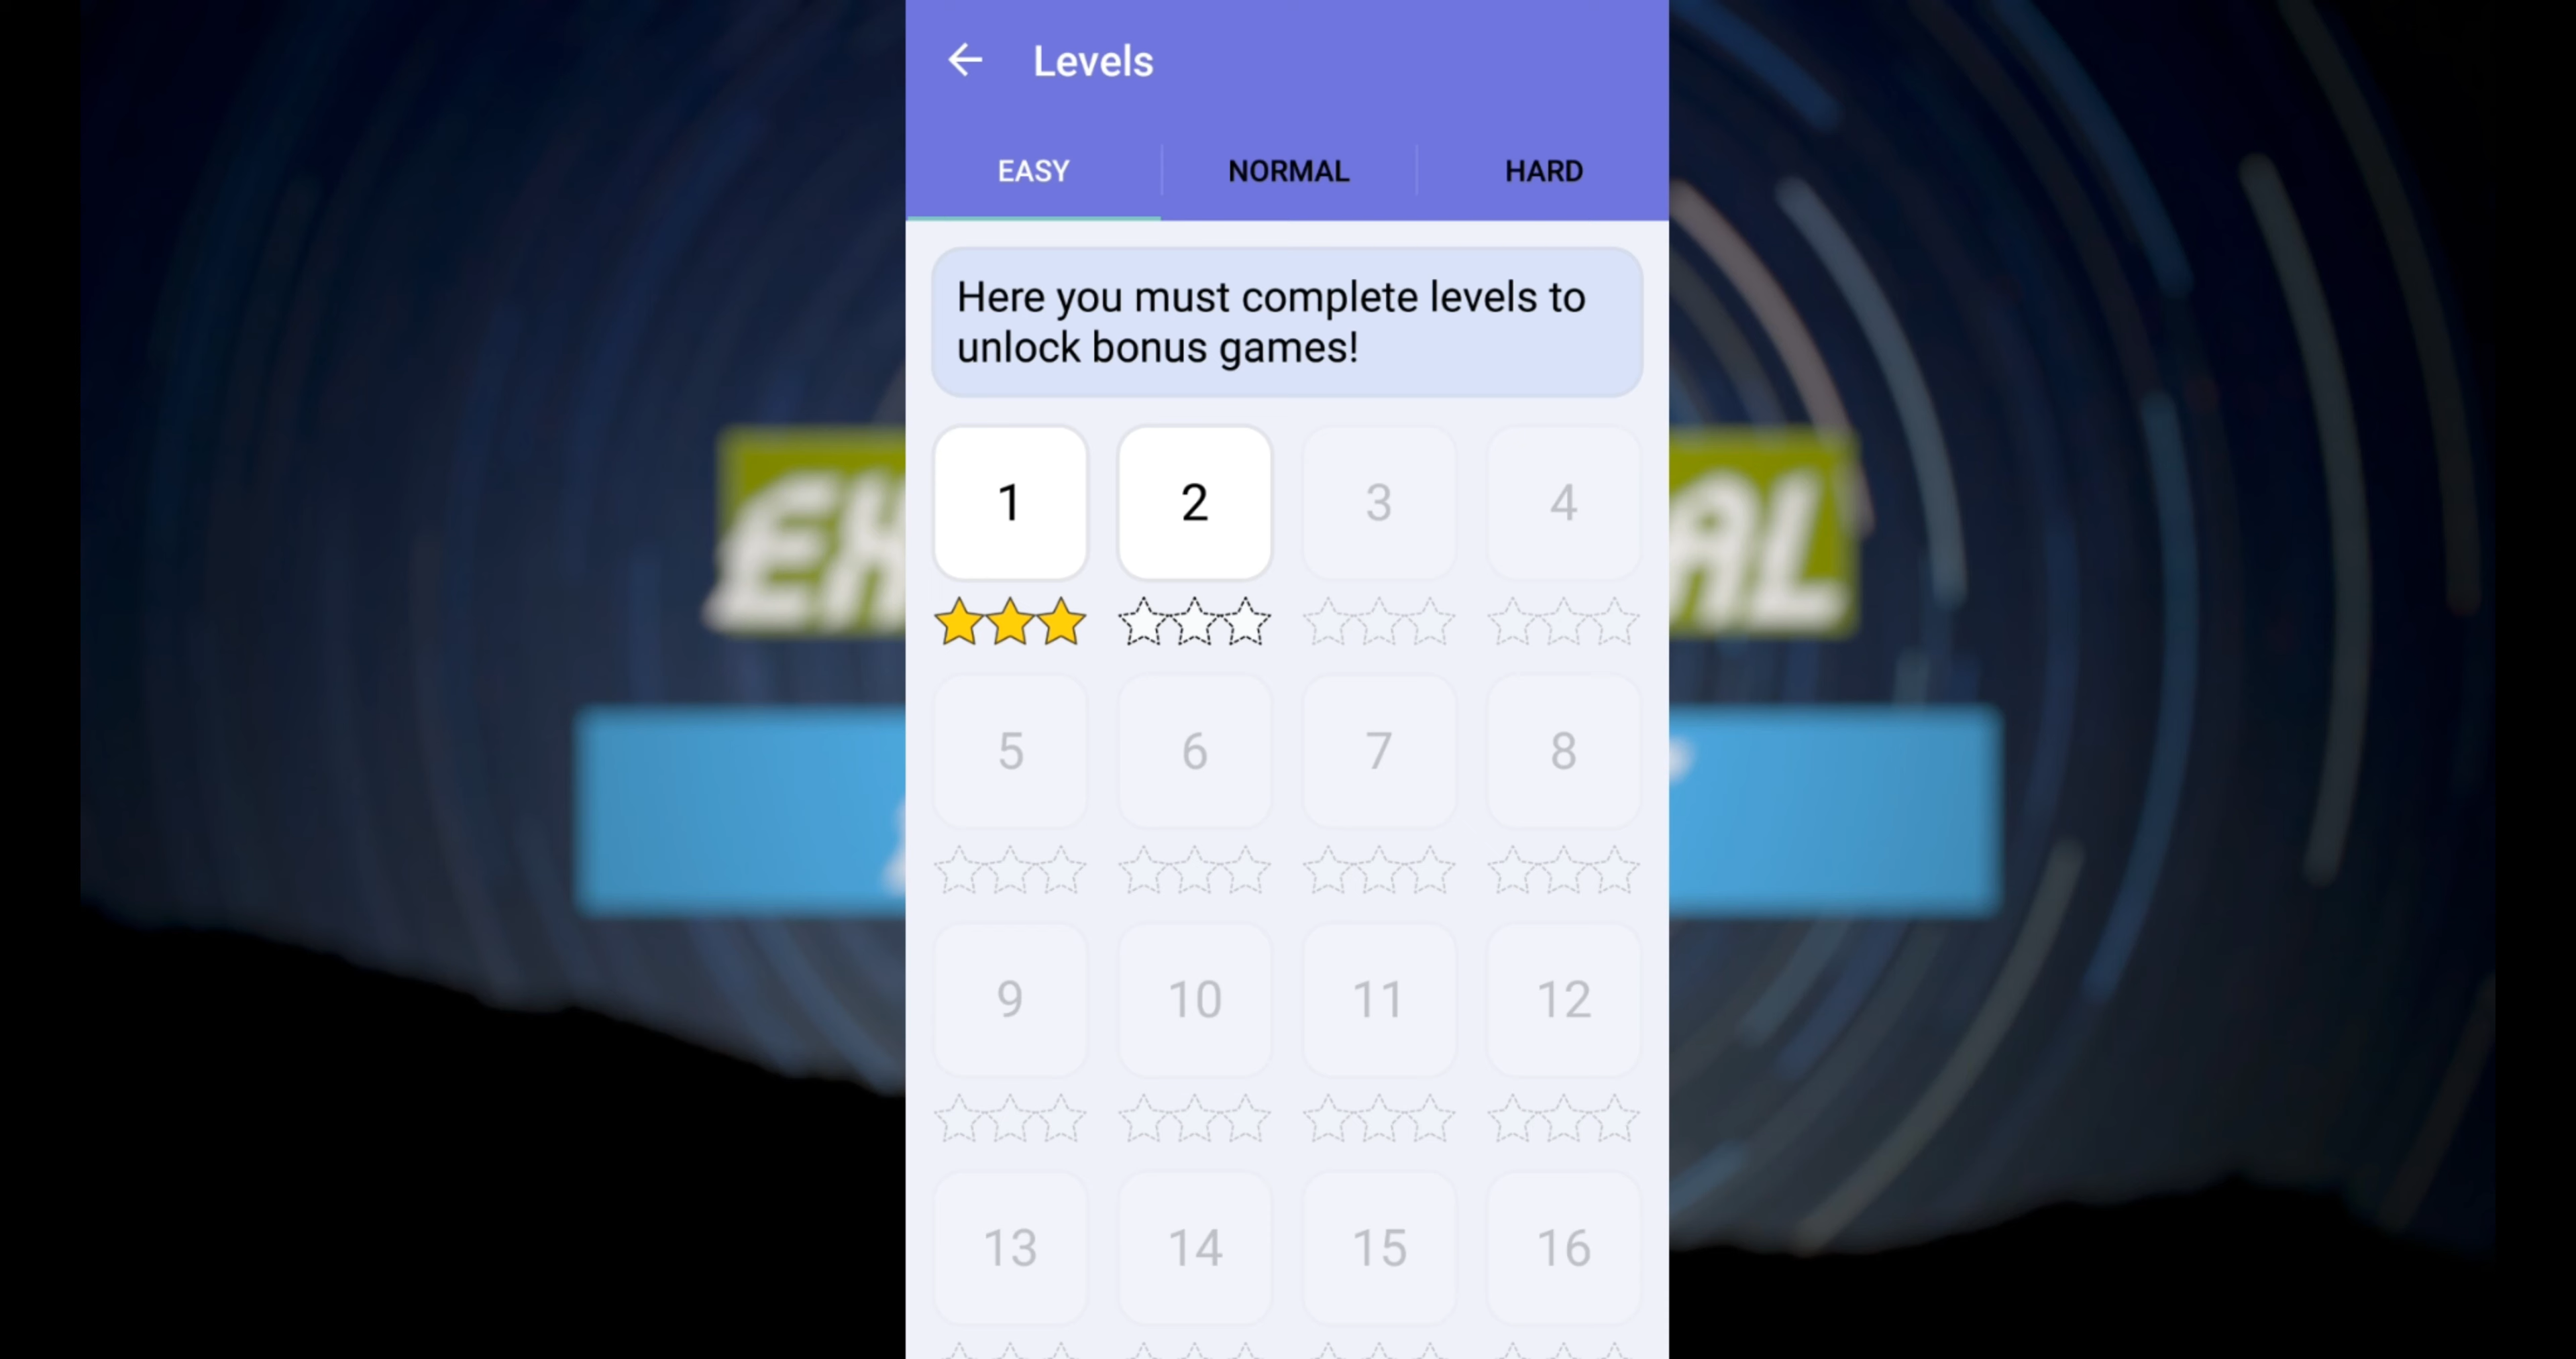 Levels
EASY NORMAL HARD
Here you must complete levels to
unlock bonus games!
1 2 3 4
5 6 7 8
9 10 11 12
13 14 15 16